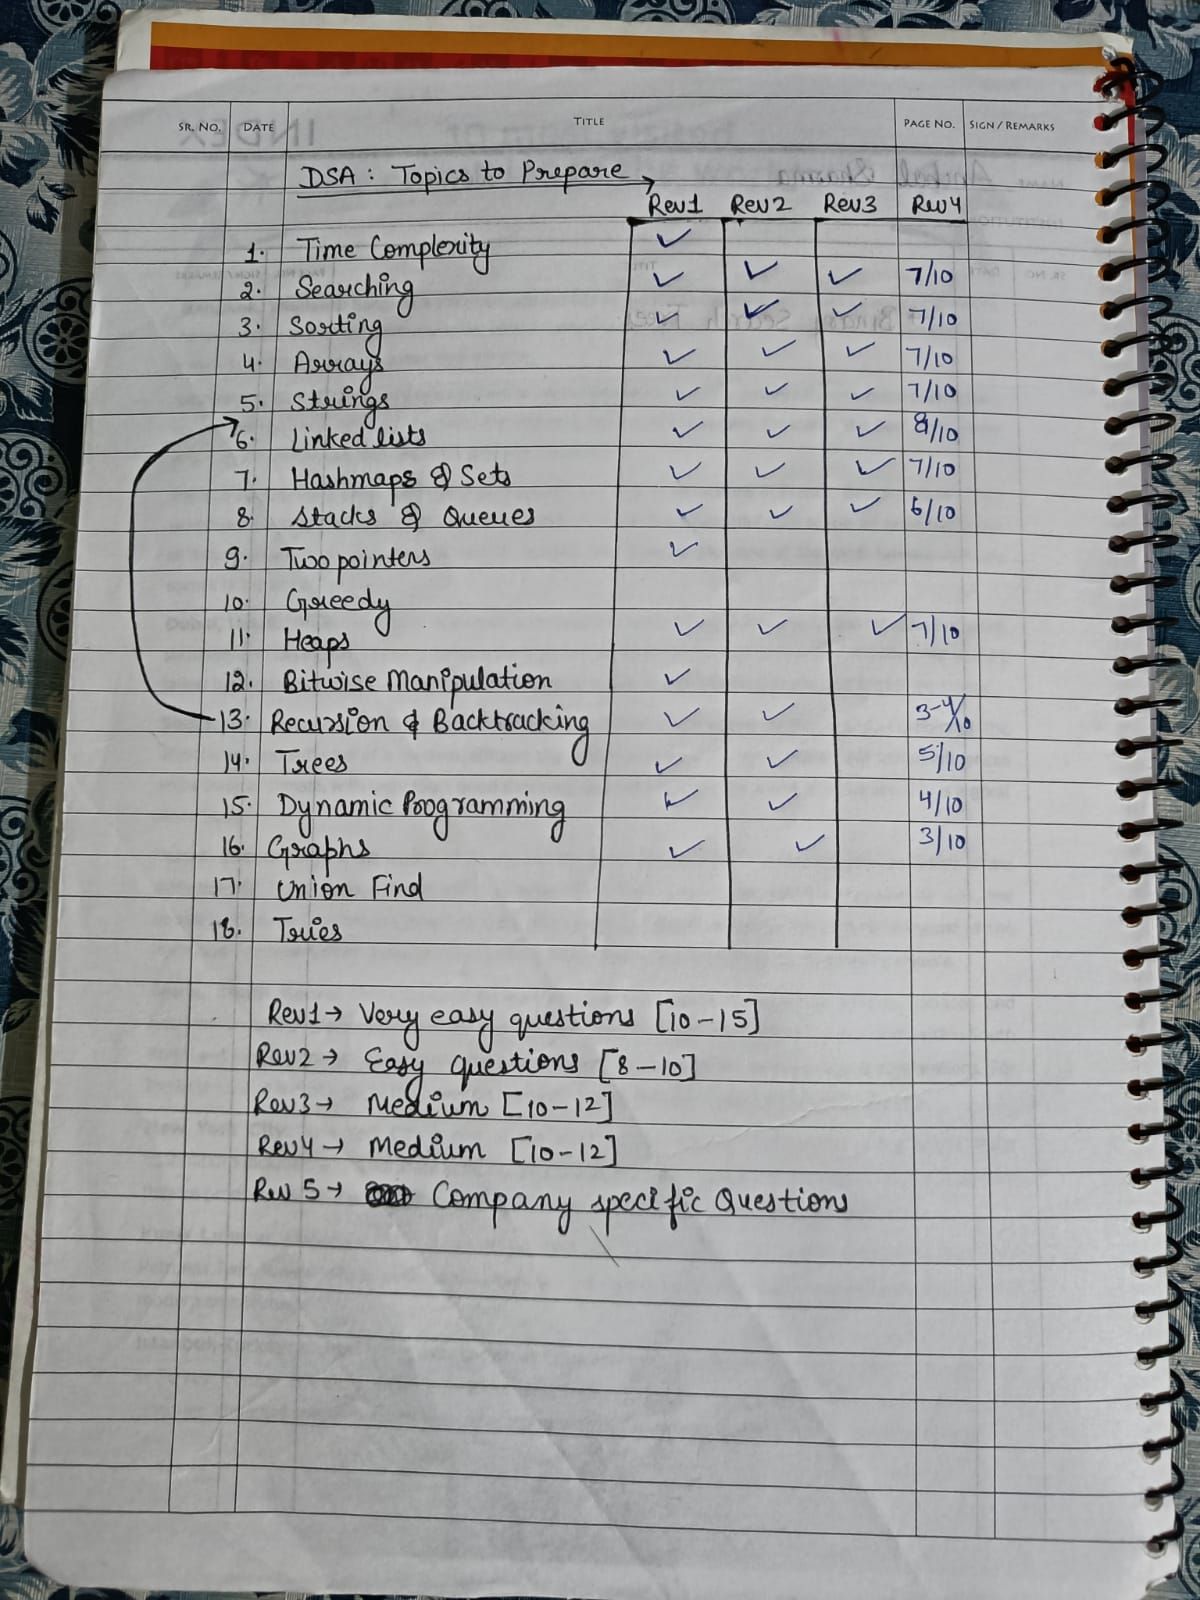 SR. NO. DATE TITLE PAGE NO. SIGN / REMARKS
DSA : Topics to Prepare →
Rev1 Rev2 Rev3 Rev4
1. Time Complexity ✓
2. Searching ✓ ✓ ✓ 7/10
3. Sorting ✓ ✓ ✓ 7/10
4. Arrays ✓ ✓ ✓ 7/10
5. Strings ✓ ✓ ✓ 7/10
6. Linked lists ✓ ✓ ✓ 8/10
7. Hashmaps & Sets ✓ ✓ ✓ 7/10
8. Stacks & Queues ✓ ✓ ✓ 6/10
9. Two pointers ✓
10. Greedy
11. Heaps ✓ ✓ ✓ 7/10
12. Bitwise Manipulation ✓
13. Recursion & Backtracking ✓ ✓ 3-4/10
14. Trees ✓ ✓ 5/10
15. Dynamic Programming ✓ ✓ 4/10
16. Graphs ✓ ✓ 3/10
17. Union Find
18. Tries
Rev1 → Very easy questions [10-15]
Rev2 → Easy questions [8-10]
Rev3 → Medium [10-12]
Rev4 → Medium [10-12]
Rev 5 → Company specific Questions